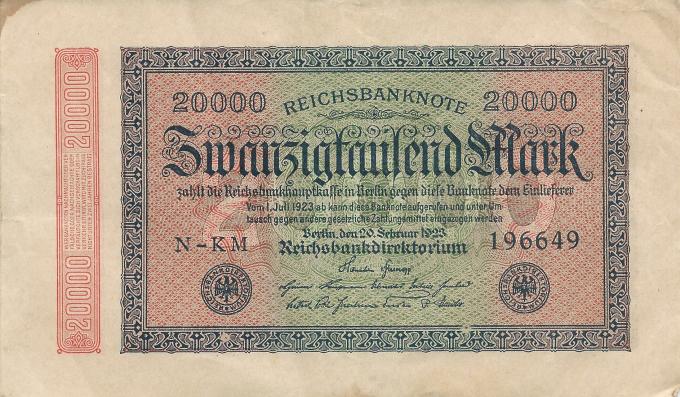 20000 REICHSBANKNOTE 20000
Zwanzigtausend Mark
zahlt die Reichsbankhauptkasse in Berlin gegen diese Banknote dem Einlieferer
Vom 1. Juli 1923 ab kann diese Banknote aufgerufen und unter Um-
tausch gegen andere gesetzliche Zahlungsmittel eingezogen werden
Berlin, den 20. Februar 1923
N-KM Reichsbankdirektorium 196649
20000
20000